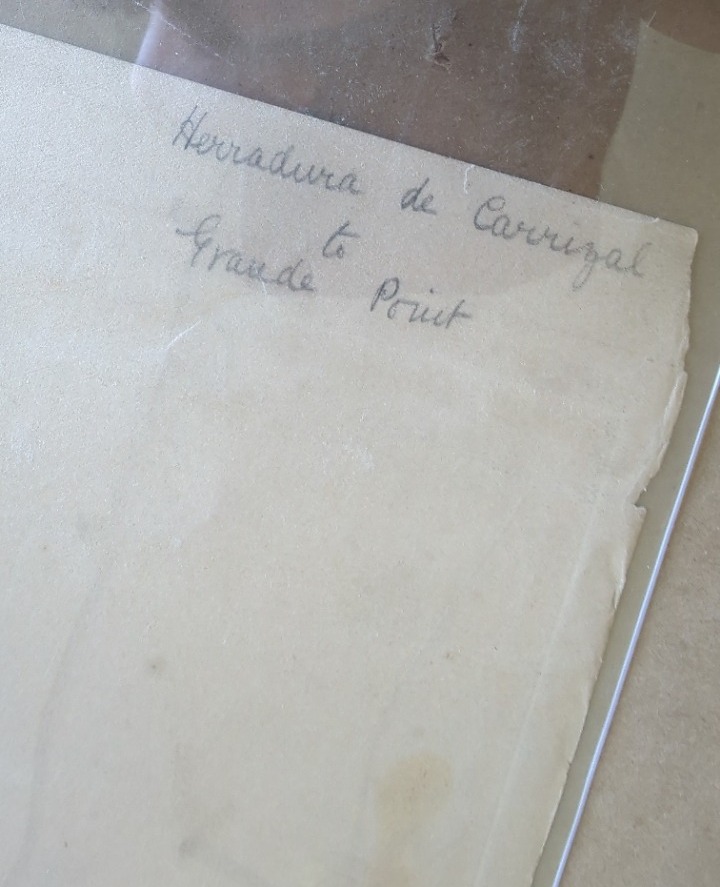 Herradura de Carrizal
to
Grande Point